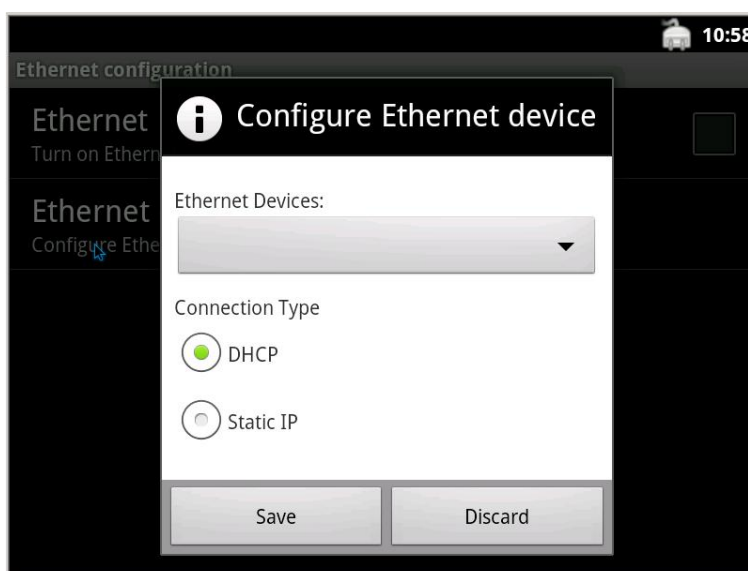 10:58
Ethernet configuration
Ethernet
Turn on Ethern
Ethernet
Configure Ethe
Configure Ethernet device
Ethernet Devices:
Connection Type
DHCP
Static IP
Save
Discard